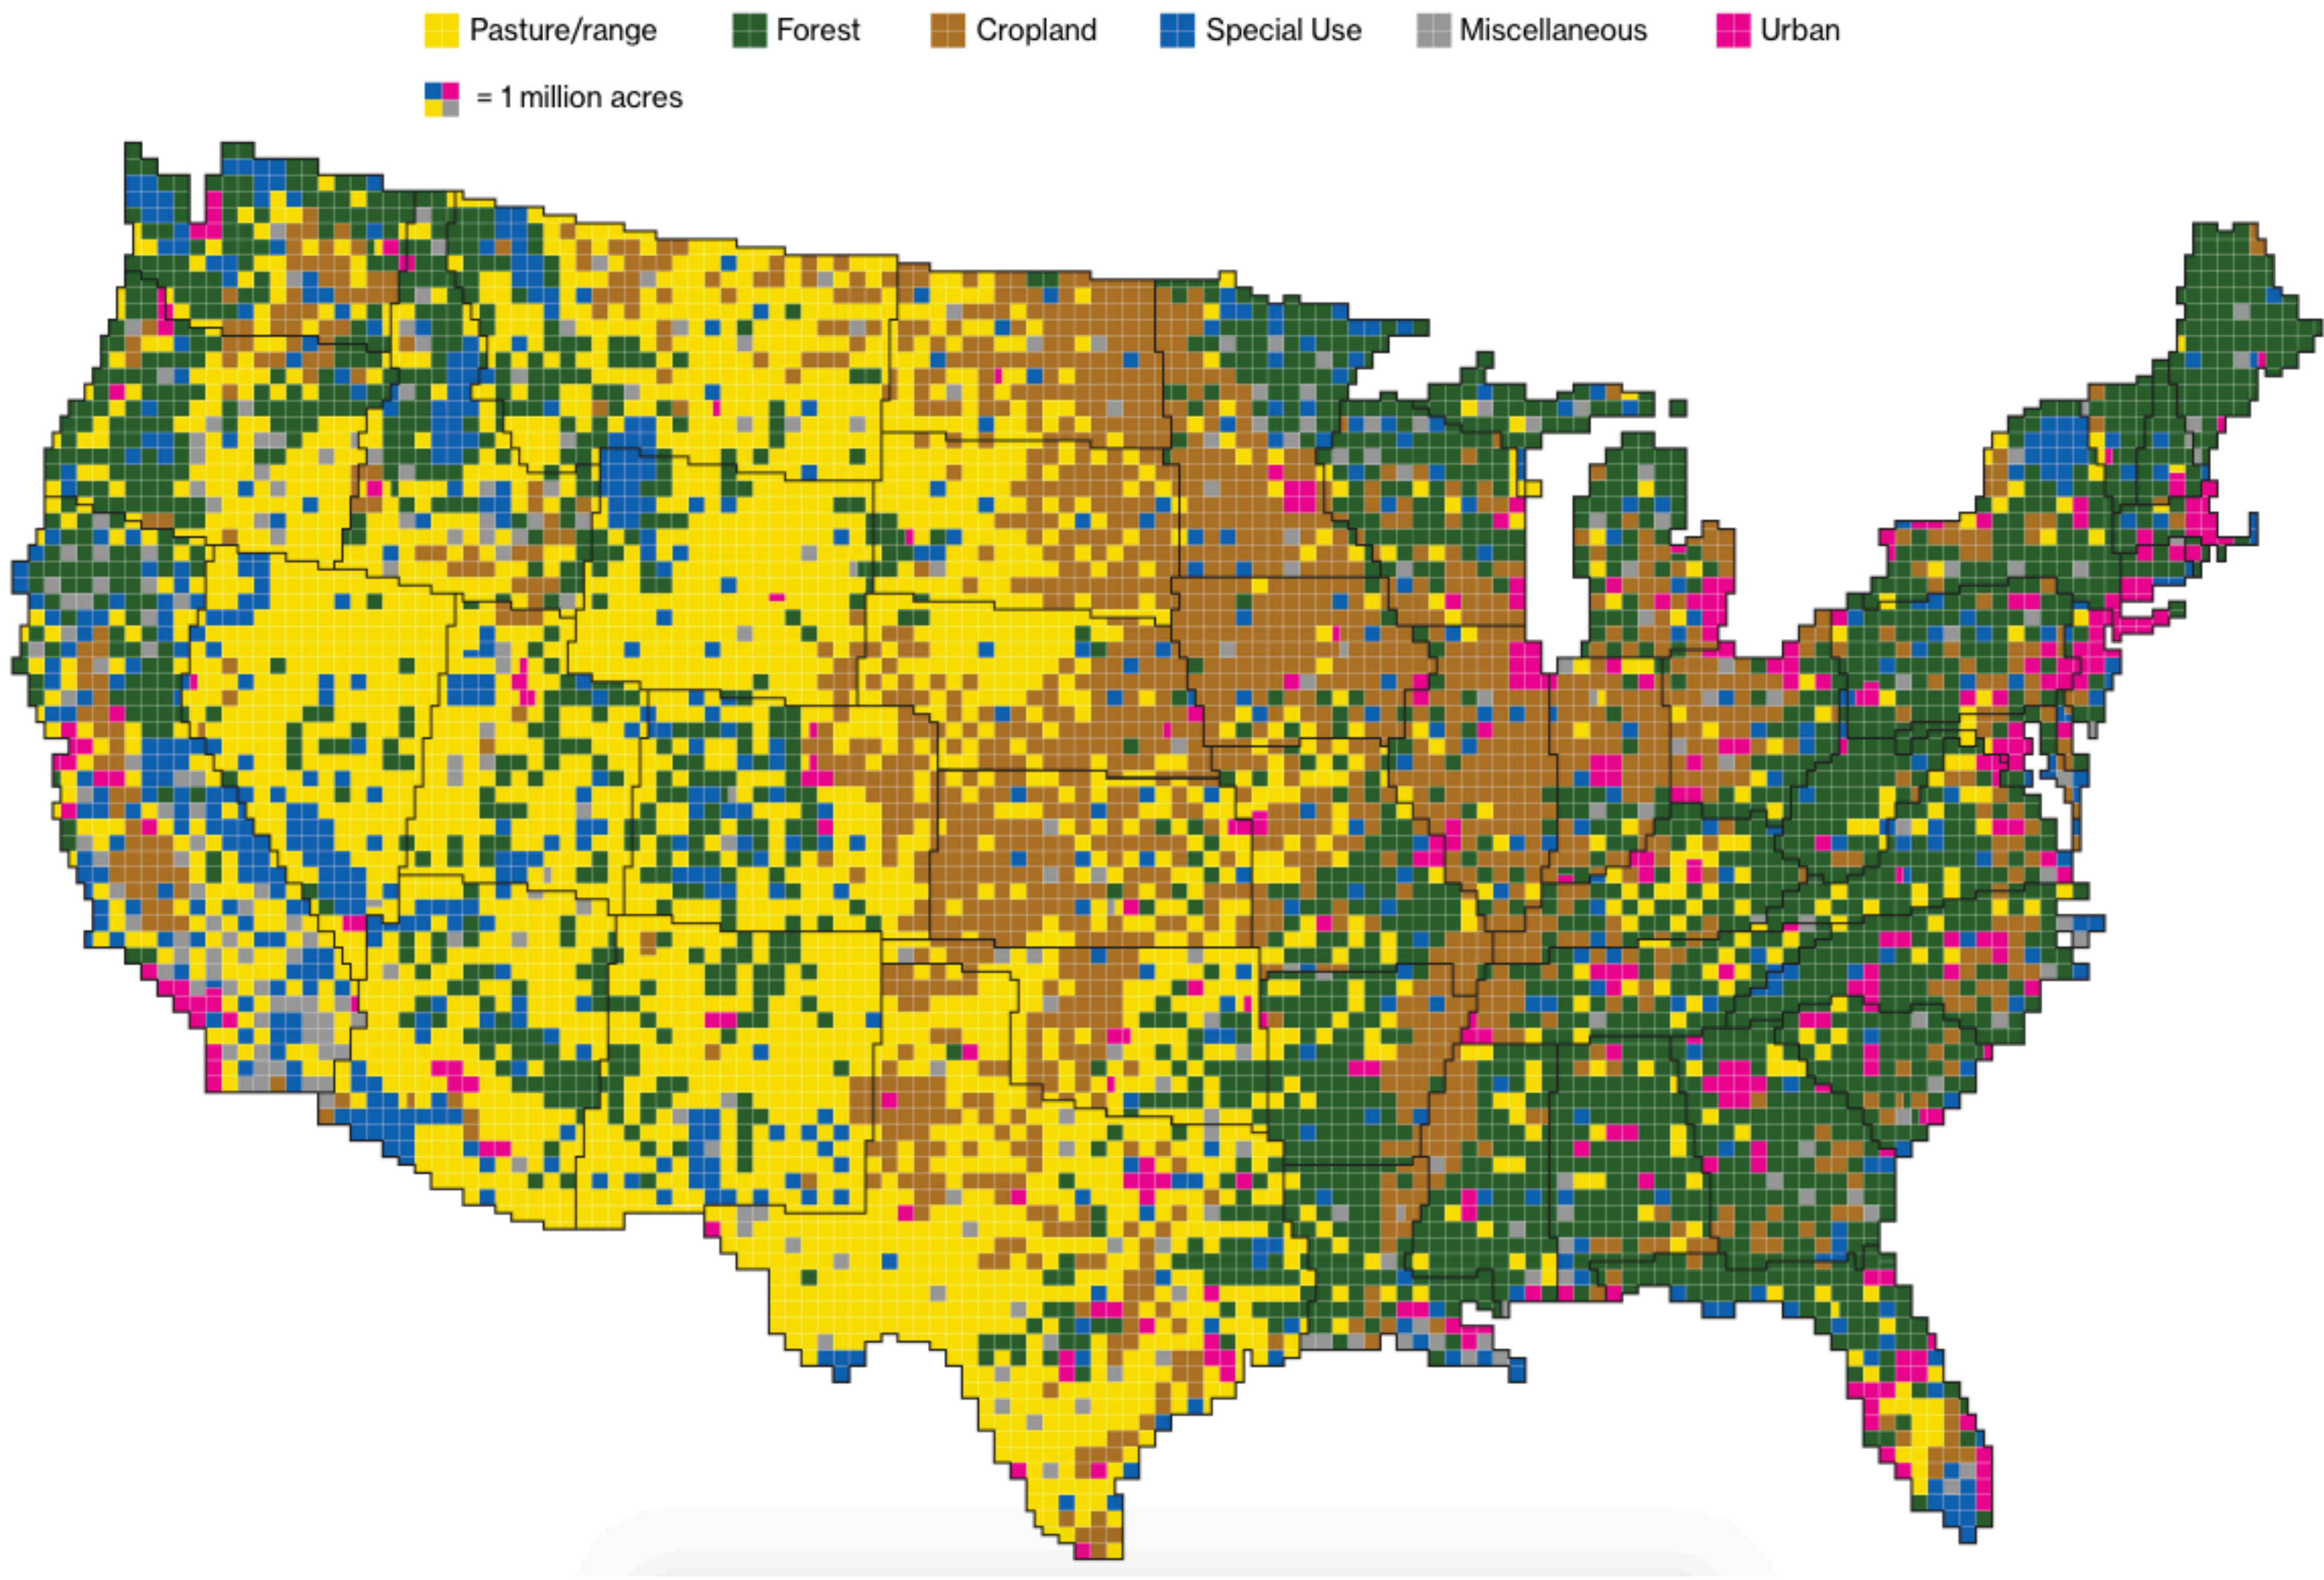 Pasture/range Forest Cropland Special Use Miscellaneous Urban
= 1 million acres